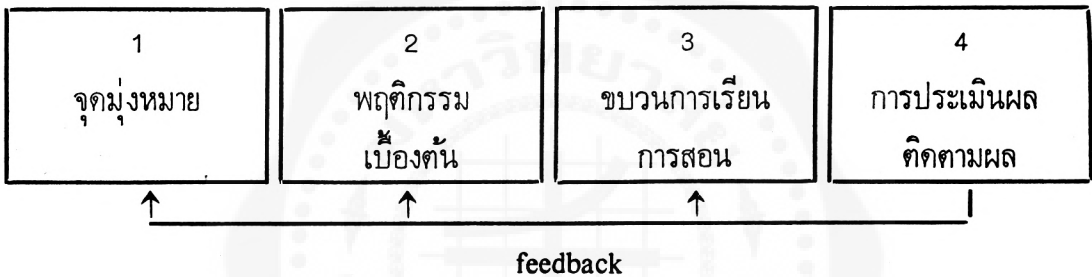 1
จุดมุ่งหมาย
2
พฤติกรรม
เบื้องต้น
3
ขบวนการเรียน
การสอน
4
การประเมินผล
ติดตามผล
feedback